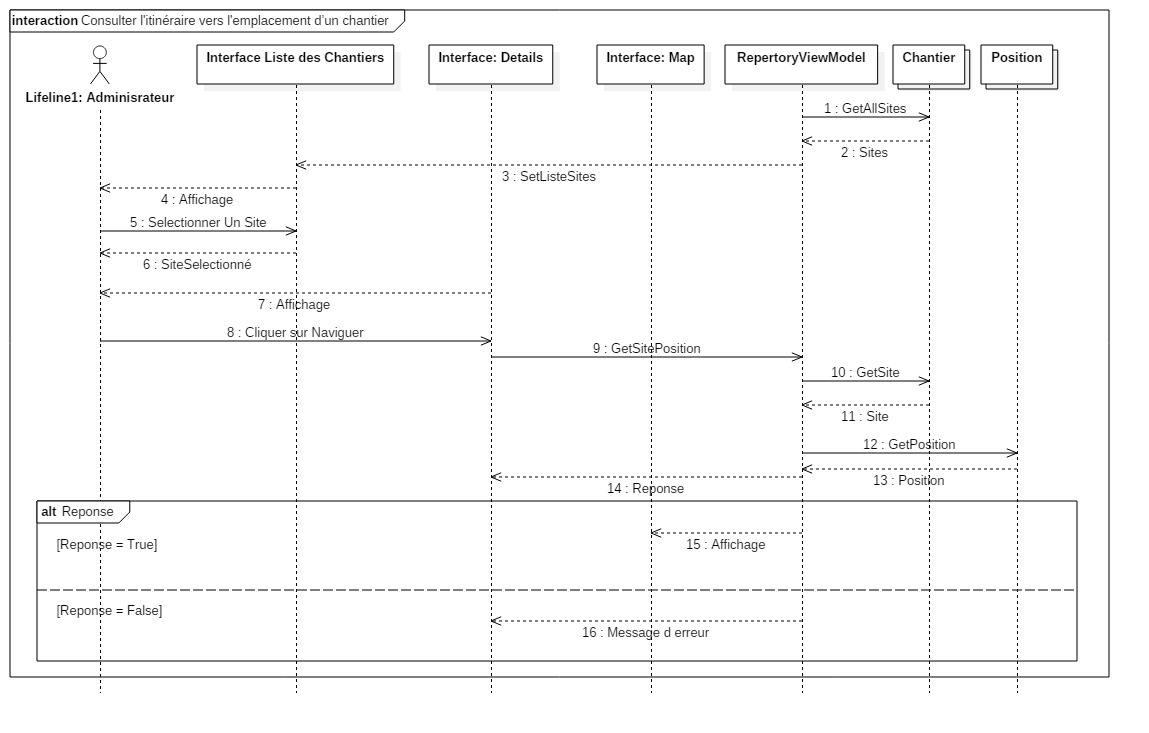 interaction Consulter l'itinéraire vers l'emplacement d'un chantier
Interface Liste des Chantiers
Interface: Details
Interface: Map
RepertoryViewModel
Chantier
Position
Lifeline1: Adminisrateur
1 : GetAllSites
2 : Sites
3 : SetListeSites
4 : Affichage
5 : Selectionner Un Site
6 : SiteSelectionné
7 : Affichage
8 : Cliquer sur Naviguer
9 : GetSitePosition
10 : GetSite
11 : Site
12 : GetPosition
13 : Position
14 : Reponse
alt Reponse
15 : Affichage
[Reponse = True]
[Reponse = False]
16 : Message d erreur